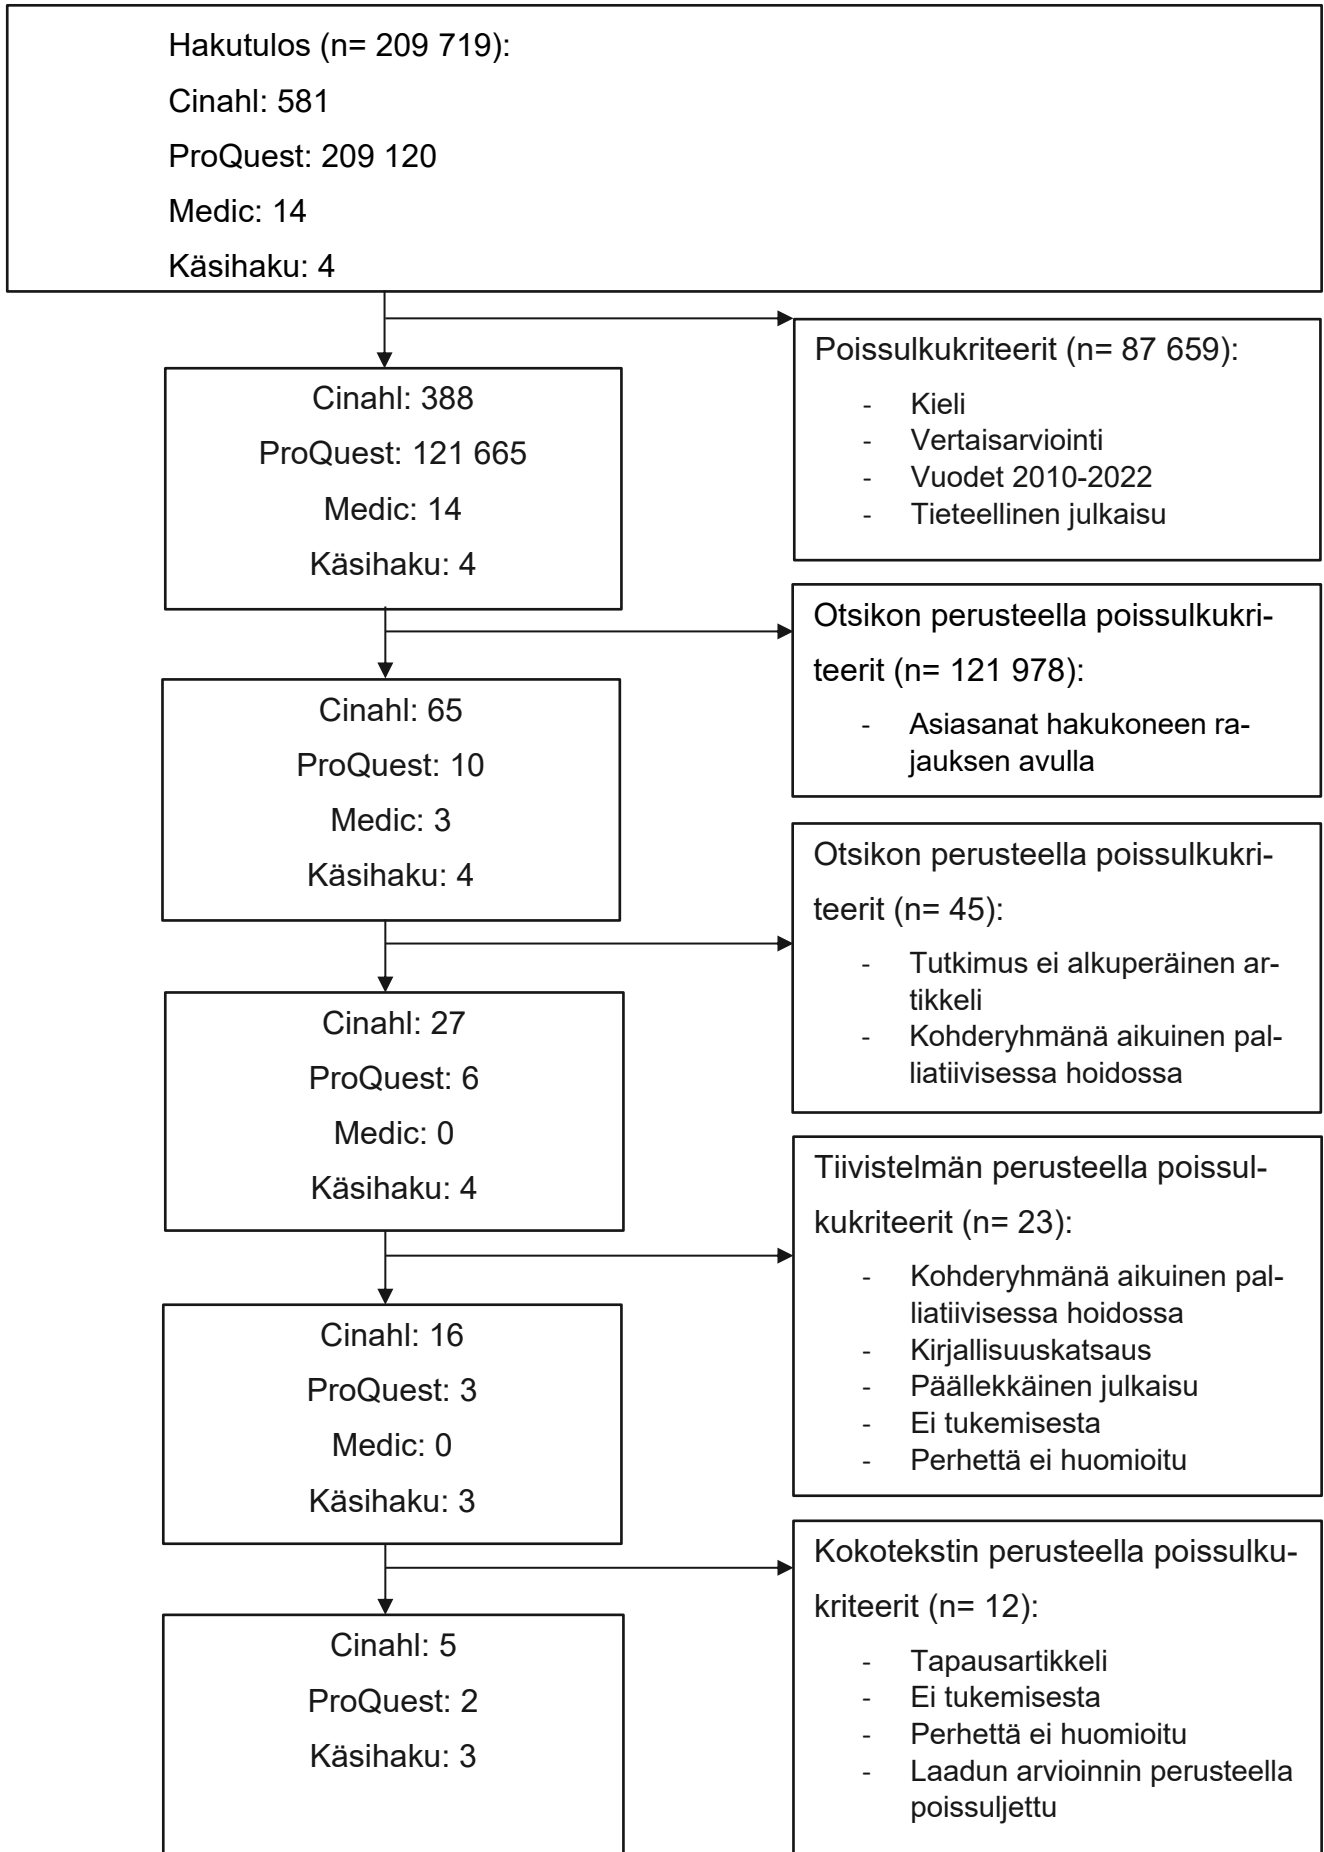 Hakutulos (n= 209 719):
Cinahl: 581
ProQuest: 209 120
Medic: 14
Käsihaku: 4
Poissulkukriteerit (n= 87 659):
- Kieli
- Vertaisarviointi
- Vuodet 2010-2022
- Tieteellinen julkaisu
Cinahl: 388
ProQuest: 121 665
Medic: 14
Käsihaku: 4
Otsikon perusteella poissulkukri-
teerit (n= 121 978):
- Asiasanat hakukoneen ra-
jauksen avulla
Cinahl: 65
ProQuest: 10
Medic: 3
Käsihaku: 4
Otsikon perusteella poissulkukri-
teerit (n= 45):
- Tutkimus ei alkuperäinen ar-
tikkeli
- Kohderyhmänä aikuinen pal-
liatiivisessa hoidossa
Cinahl: 27
ProQuest: 6
Medic: 0
Käsihaku: 4
Tiivistelmän perusteella poissul-
kukriteerit (n= 23):
- Kohderyhmänä aikuinen pal-
liatiivisessa hoidossa
- Kirjallisuuskatsaus
- Päällekkäinen julkaisu
- Ei tukemisesta
- Perhettä ei huomioitu
Cinahl: 16
ProQuest: 3
Medic: 0
Käsihaku: 3
Kokotekstin perusteella poissulku-
kriteerit (n= 12):
- Tapausartikkeli
- Ei tukemisesta
- Perhettä ei huomioitu
- Laadun arvioinnin perusteella
poissuljettu
Cinahl: 5
ProQuest: 2
Käsihaku: 3